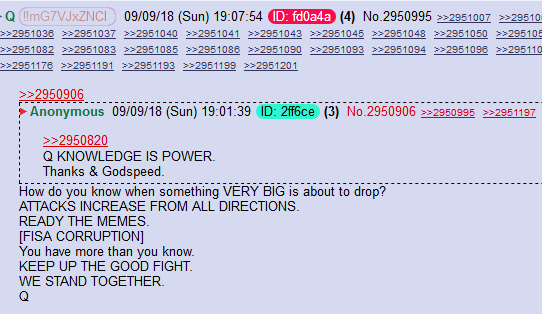 Q !!mG7VJxZNCI 09/09/18 (Sun) 19:07:54 ID: fd0a4a (4) No.2950995 >>2951007
>>2951036 >>2951037 >>2951040 >>2951041 >>2951043 >>2951048 >>2951050
>>2951082 >>2951083 >>2951085 >>2951086 >>2951090 >>2951093 >>2951094 >>2951096
>>2951176 >>2951191 >>2951193 >>2951199 >>2951201
>>2950906
Anonymous 09/09/18 (Sun) 19:01:39 ID: 2ff6ce (3) No.2950906 >>2950995 >>2951197
>>2950820
Q KNOWLEDGE IS POWER.
Thanks & Godspeed.
How do you know when something VERY BIG is about to drop?
ATTACKS INCREASE FROM ALL DIRECTIONS.
READY THE MEMES.
[FISA CORRUPTION]
You have more than you know.
KEEP UP THE GOOD FIGHT.
WE STAND TOGETHER.
Q